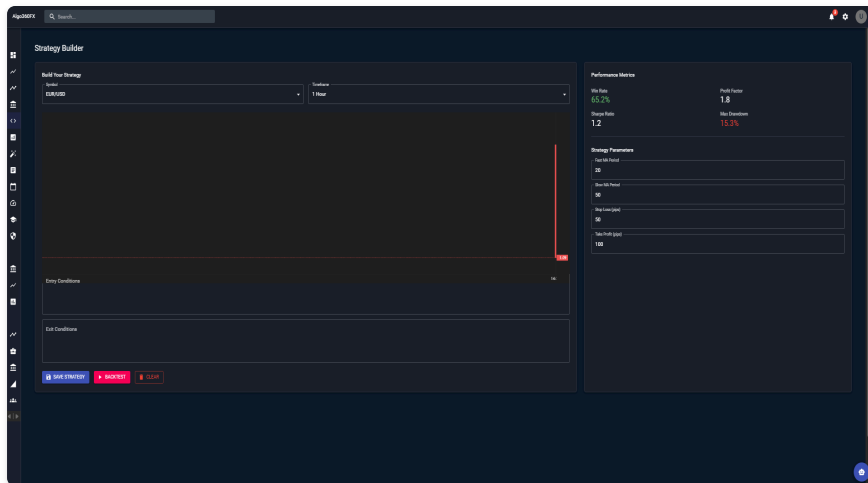 Algo360FX
Search...
8
U
Strategy Builder
Build Your Strategy
Symbol
EUR/USD
Timeframe
1 Hour
Entry Conditions
Exit Conditions
SAVE STRATEGY
BACKTEST
CLEAR
Performance Metrics
Win Rate
65.2%
Profit Factor
1.8
Sharpe Ratio
1.2
Max Drawdown
15.3%
Strategy Parameters
Fast MA Period
20
Slow MA Period
50
Stop Loss (pips)
50
Take Profit (pips)
100